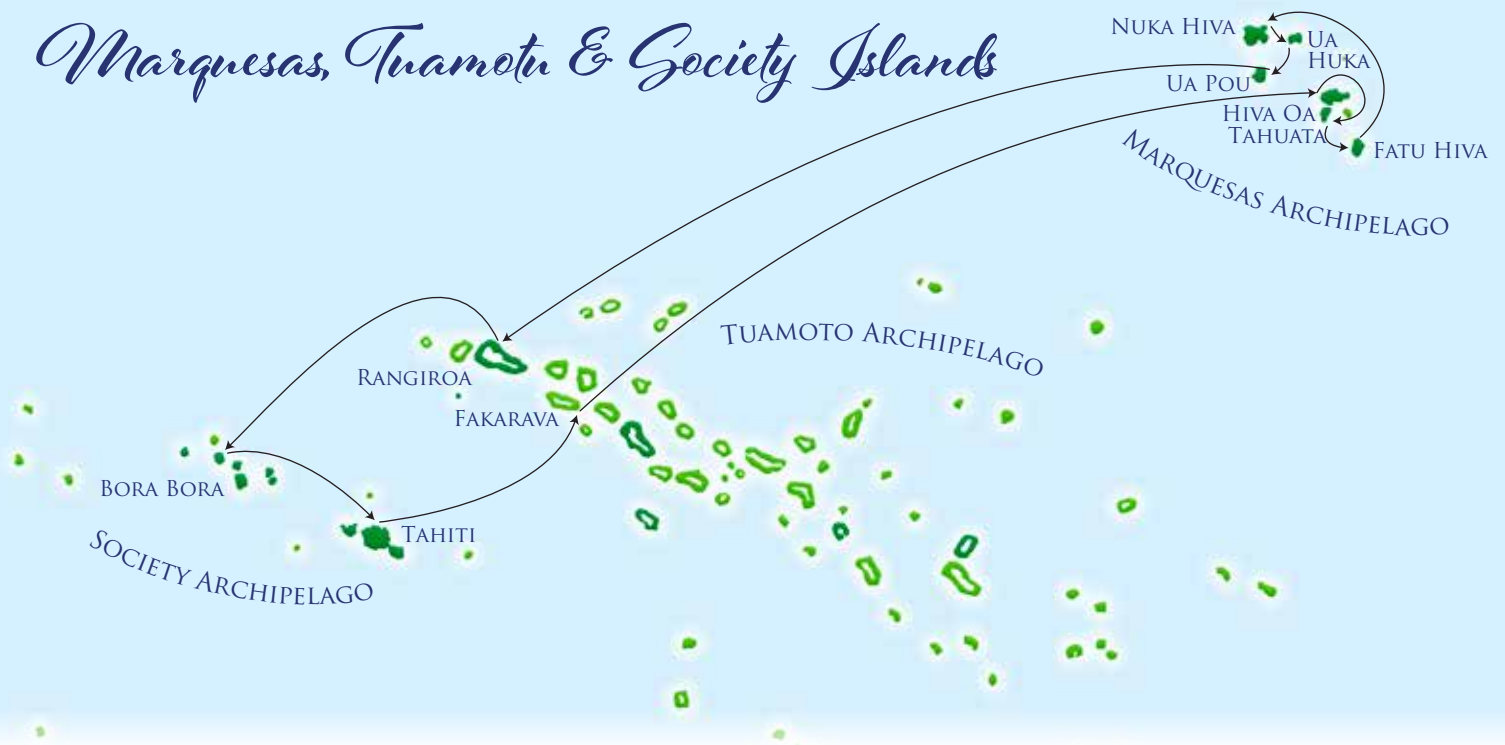 Marquesas, Tuamotu & Society Islands
NUKA HIVA
UA
HUKA
UA POU
HIVA OA
TAHUATA
FATU HIVA
MARQUESAS ARCHIPELAGO
TUAMOTO ARCHIPELAGO
RANGIROA
FAKARAVA
BORA BORA
TAHITI
SOCIETY ARCHIPELAGO